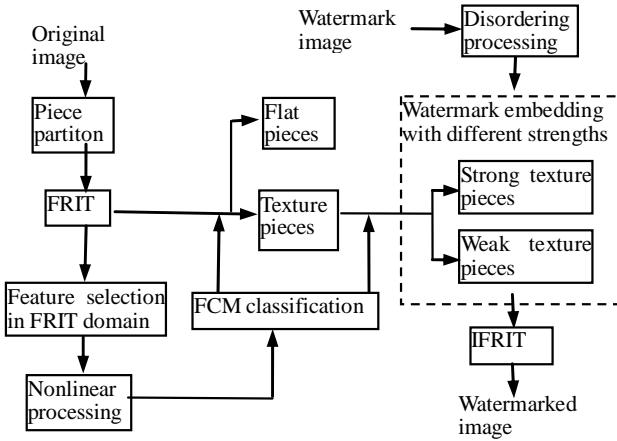 Original
image
Piece
partiton
FRIT
Feature selection
in FRIT domain
Nonlinear
processing
Flat
pieces
Texture
pieces
FCM classification
Watermark
image
Disordering
processing
Watermark embedding
with different strengths
Strong texture
pieces
Weak texture
pieces
IFRIT
Watermarked
image